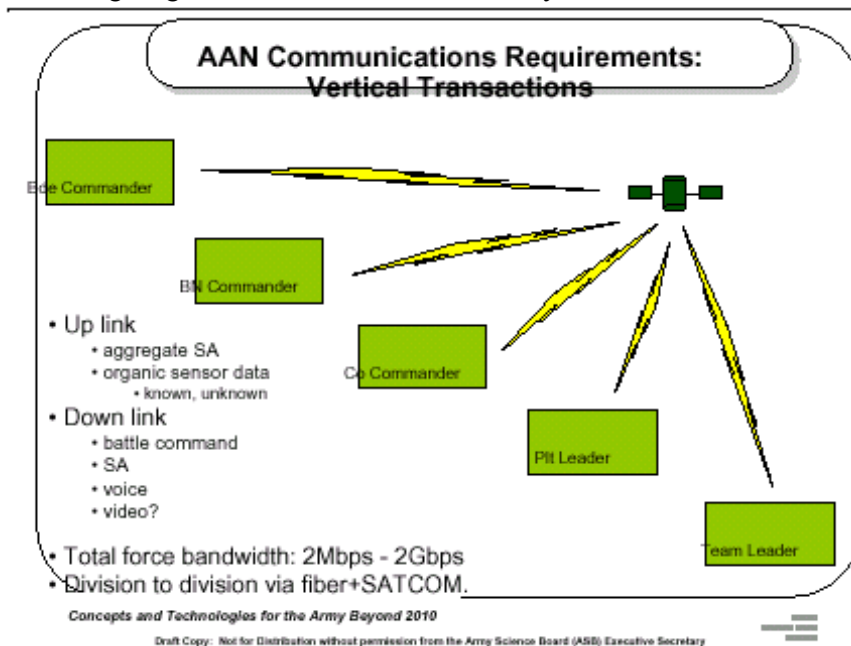 AAN Communications Requirements:
Vertical Transactions
Bde Commander
BN Commander
Co Commander
Plt Leader
Team Leader
• Up link
• aggregate SA
• organic sensor data
• known, unknown
• Down link
• battle command
• SA
• voice
• video?
• Total force bandwidth: 2Mbps - 2Gbps
• Division to division via fiber+SATCOM.
Concepts and Technologies for the Army Beyond 2010
Draft Copy: Not for Distribution without permission from the Army Science Board (ASB) Executive Secretary